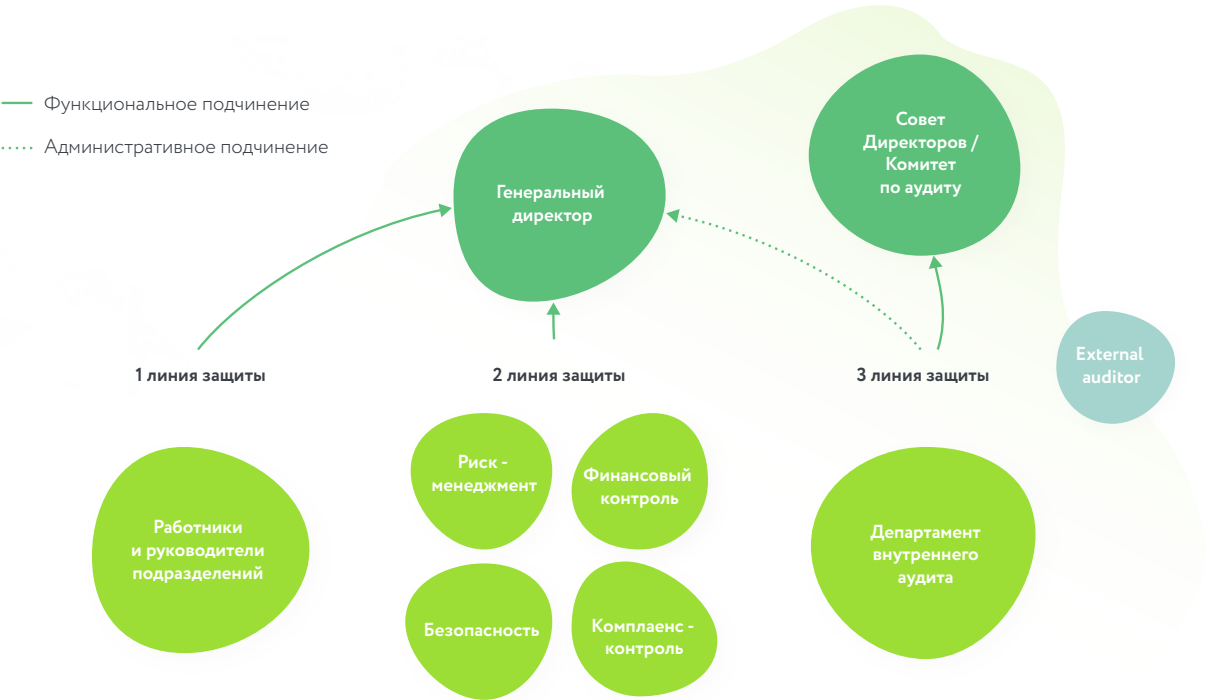 Функциональное подчинение
Административное подчинение
Генеральный
директор
Совет
Директоров /
Комитет
по аудиту
1 линия защиты
2 линия защиты
3 линия защиты
External
auditor
Работники
и руководители
подразделений
Риск -
менеджмент
Финансовый
контроль
Безопасность
Комплаенс -
контроль
Департамент
внутреннего
аудита